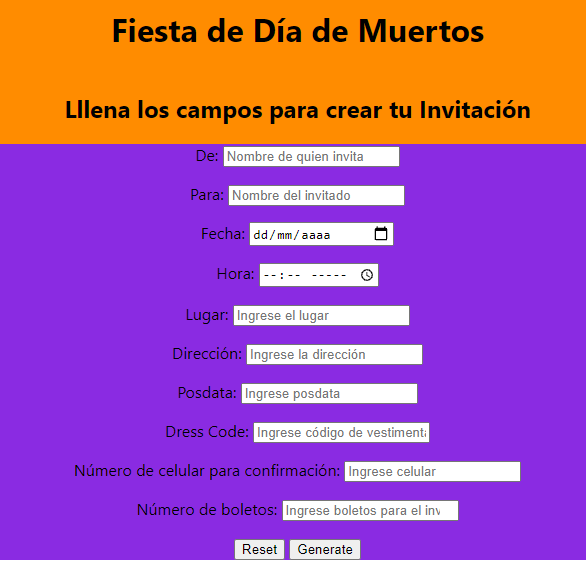 Fiesta de Día de Muertos
Lllena los campos para crear tu Invitación
De: Nombre de quien invita
Para: Nombre del invitado
Fecha: dd/mm/aaaa
Hora: --:-- -----
Lugar: Ingrese el lugar
Dirección: Ingrese la dirección
Posdata: Ingrese posdata
Dress Code: Ingrese código de vestimenta
Número de celular para confirmación: Ingrese celular
Número de boletos: Ingrese boletos para el inv
Reset Generate